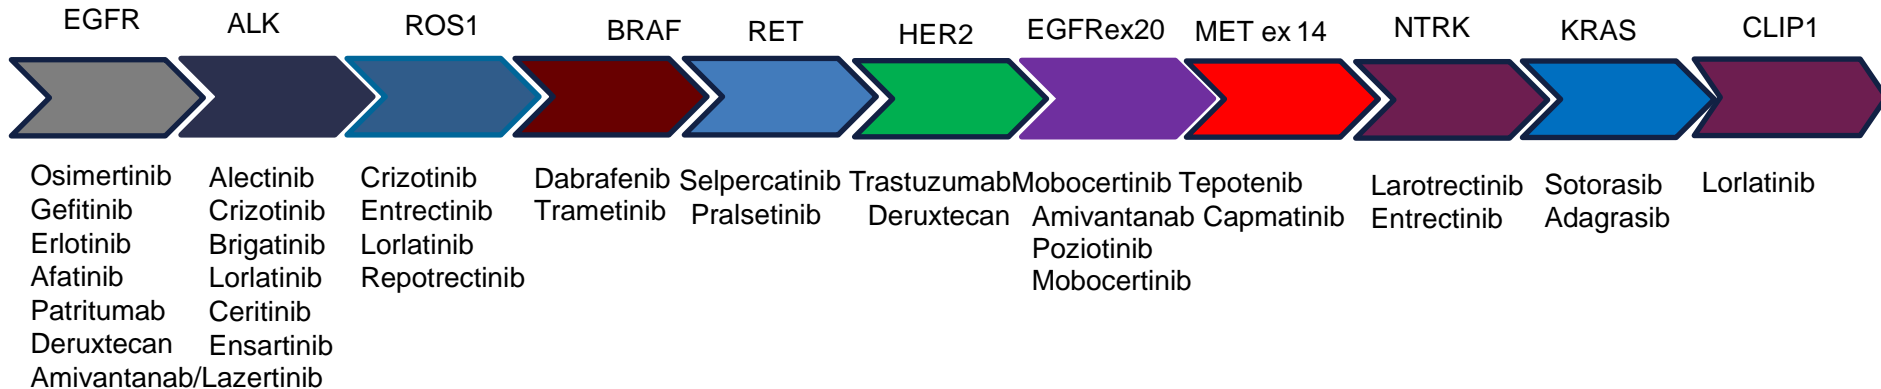 EGFR
ALK
ROS1
BRAF
RET
HER2
EGFRex20
MET ex 14
NTRK
KRAS
CLIP1
Osimertinib
Gefitinib
Erlotinib
Afatinib
Patritumab
Deruxtecan
Amivantanab/Lazertinib
Alectinib
Crizotinib
Brigatinib
Lorlatinib
Ceritinib
Ensartinib
Crizotinib
Entrectinib
Lorlatinib
Repotrectinib
Dabrafenib
Trametinib
Selpercatinib
Pralsetinib
Trastuzumab
Deruxtecan
Mobocertinib
Amivantanab
Poziotinib
Mobocertinib
Tepotenib
Capmatinib
Larotrectinib
Entrectinib
Sotorasib
Adagrasib
Lorlatinib